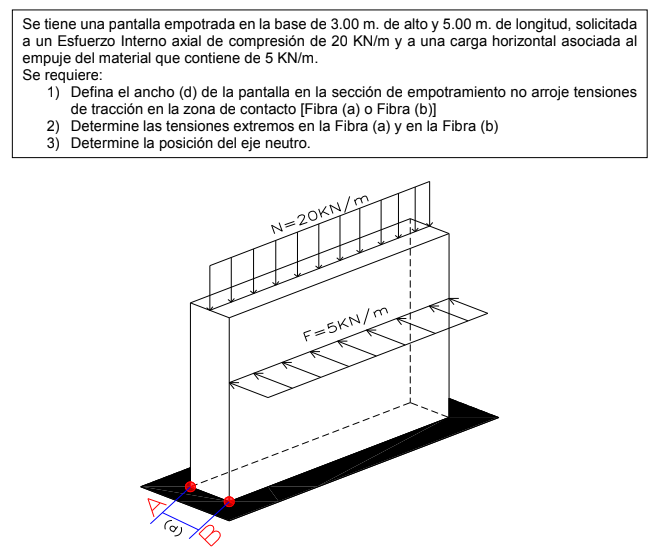 Se tiene una pantalla empotrada en la base de 3.00 m. de alto y 5.00 m. de longitud, solicitada
a un Esfuerzo Interno axial de compresión de 20 KN/m y a una carga horizontal asociada al
empuje del material que contiene de 5 KN/m.
Se requiere:
1) Defina el ancho (d) de la pantalla en la sección de empotramiento no arroje tensiones
de tracción en la zona de contacto [Fibra (a) o Fibra (b)]
2) Determine las tensiones extremos en la Fibra (a) y en la Fibra (b)
3) Determine la posición del eje neutro.
N=20KN/m
F=5KN/m
A
(d)
B